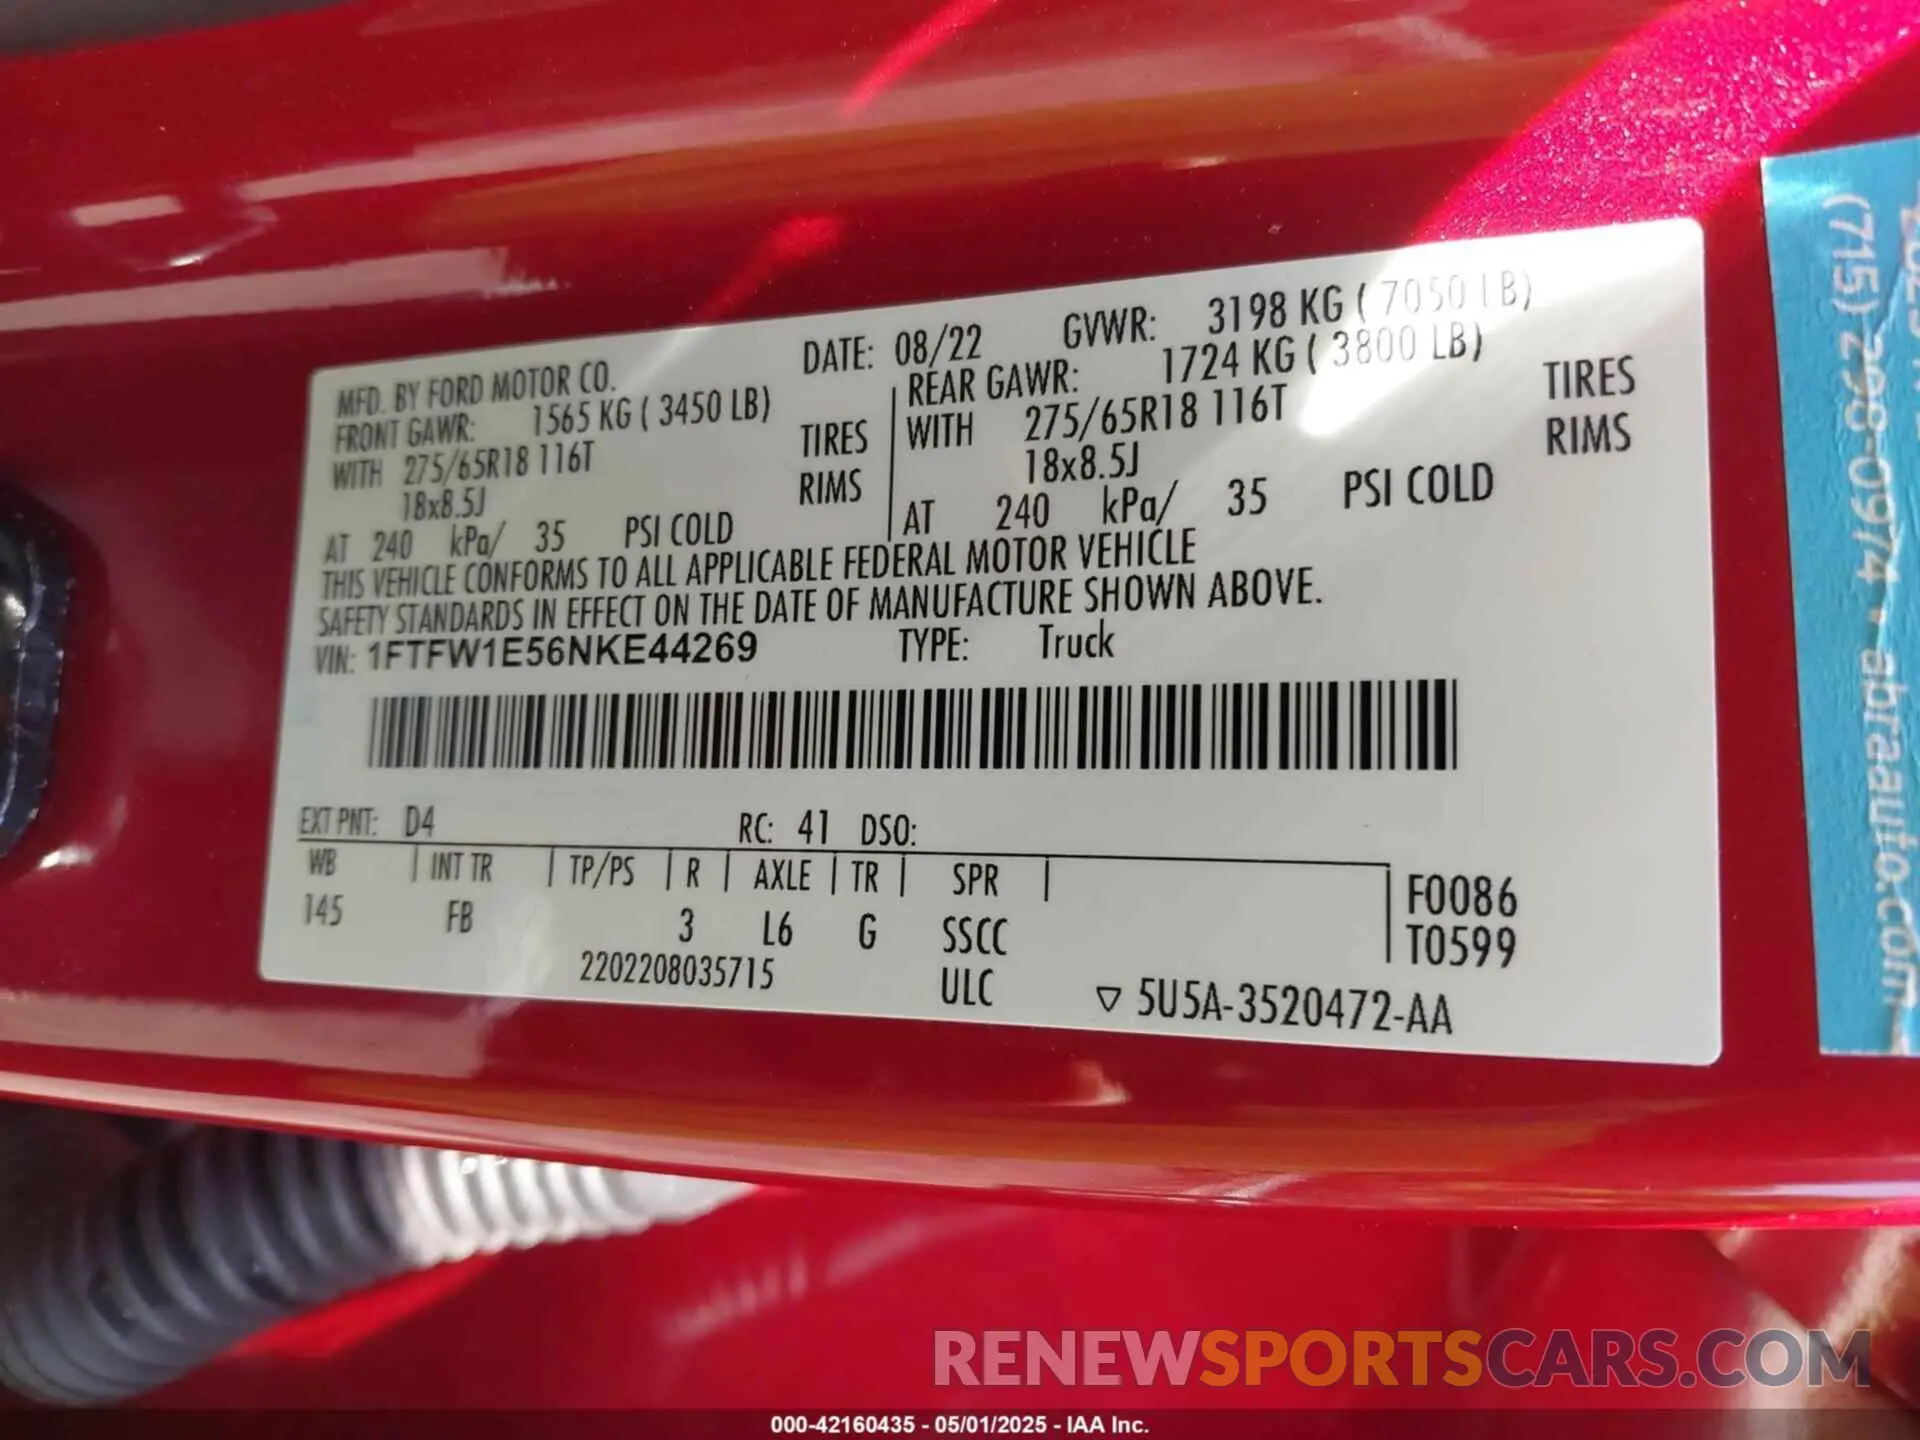 MFD. BY FORD MOTOR CO. DATE: 08/22 GVWR: 3198 KG ( 7050 LB)
FRONT GAWR: 1565 KG ( 3450 LB) REAR GAWR: 1724 KG ( 3800 LB)
WITH 275/65R18 116T TIRES WITH 275/65R18 116T TIRES
18x8.5J RIMS 18x8.5J RIMS
AT 240 kPa/ 35 PSI COLD AT 240 kPa/ 35 PSI COLD
THIS VEHICLE CONFORMS TO ALL APPLICABLE FEDERAL MOTOR VEHICLE
SAFETY STANDARDS IN EFFECT ON THE DATE OF MANUFACTURE SHOWN ABOVE.
VIN: 1FTFW1E56NKE44269 TYPE: Truck
EXT PNT: D4 RC: 41 DSO:
WB INT TR TP/PS R AXLE TR SPR
145 FB 3 L6 G SSCC
F0086
T0599
2202208035715 ULC ▽ 5U5A-3520472-AA
(715) 298-0974 • abraauto.com
RENEWSPORTSCARS.COM
000-42160435 - 05/01/2025 - IAA Inc.